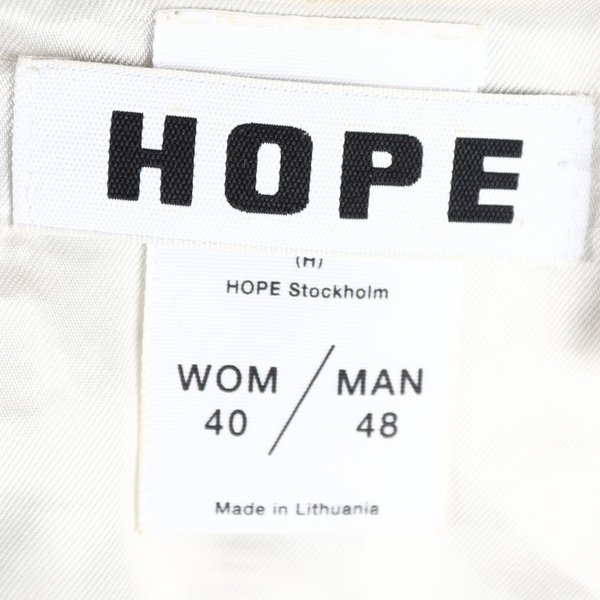 HOPE
(H)
HOPE Stockholm
WOM / MAN
40 48
Made in Lithuania